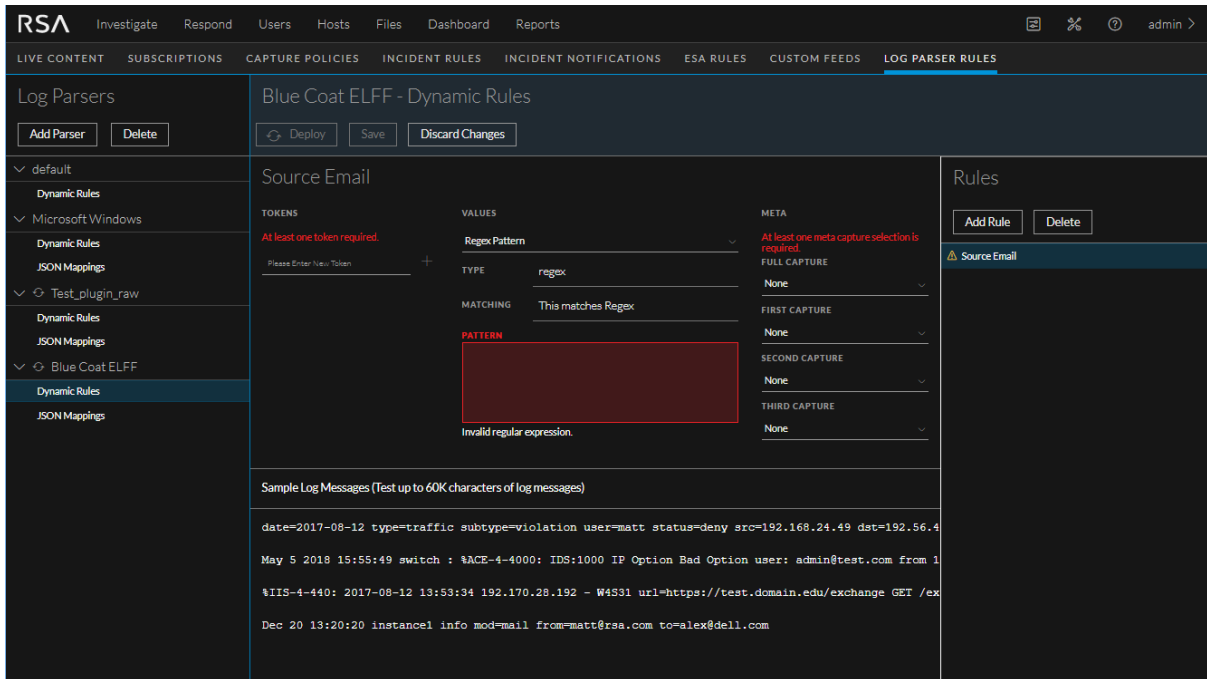 RSA Investigate Respond Users Hosts Files Dashboard Reports admin
LIVE CONTENT SUBSCRIPTIONS CAPTURE POLICIES INCIDENT RULES INCIDENT NOTIFICATIONS ESA RULES CUSTOM FEEDS LOG PARSER RULES
Log Parsers
Add Parser Delete
default
Dynamic Rules
Microsoft Windows
Dynamic Rules
JSON Mappings
Test_plugin_raw
Dynamic Rules
JSON Mappings
Blue Coat ELFF
Dynamic Rules
JSON Mappings
Blue Coat ELFF - Dynamic Rules
Deploy Save Discard Changes
Source Email
TOKENS
At least one token required.
Please Enter New Token
VALUES
Regex Pattern
TYPE regex
MATCHING This matches Regex
PATTERN
Invalid regular expression.
META
At least one meta capture selection is
required.
FULL CAPTURE
None
FIRST CAPTURE
None
SECOND CAPTURE
None
THIRD CAPTURE
None
Rules
Add Rule Delete
Source Email
Sample Log Messages (Test up to 60K characters of log messages)
date=2017-08-12 type=traffic subtype=violation user=matt status=deny src=192.168.24.49 dst=192.56.4
May 5 2018 15:55:49 switch : %ACE-4-4000: IDS:1000 IP Option Bad Option user: admin@test.com from 1
%IIS-4-440: 2017-08-12 13:53:34 192.170.28.192 - W4S31 url=https://test.domain.edu/exchange GET /ex
Dec 20 13:20:20 instance1 info mod=mail from=matt@rsa.com to=alex@dell.com